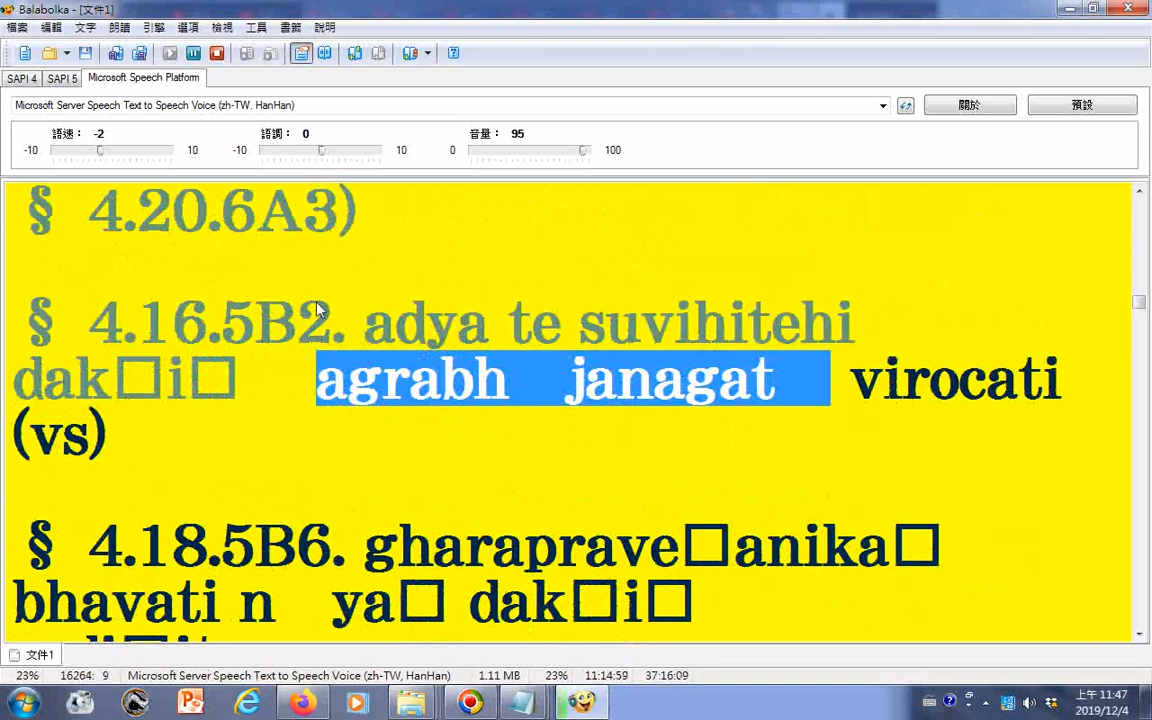 Balabolka - [文件1]
檔案 編輯 文字 朗讀 引擎 選項 檢視 工具 書籤 說明
SAPI 4 SAPI 5 Microsoft Speech Platform
Microsoft Server Speech Text to Speech Voice (zh-TW, HanHan) 關於 預設
語速： -2 語調： 0 音量： 95
-10 10 -10 10 0 100
§ 4.20.6A3)
§ 4.16.5B2. adya te suvihitehi
dak□i□ agrabh janagat virocati
(vs)
§ 4.18.5B6. gharaprave□anika□
bhavati n ya□ dak□i□
文件1
23% 16264: 9 Microsoft Server Speech Text to Speech Voice (zh-TW, HanHan) 1.11 MB 23% 11:14:59 37:16:09
上午 11:47
2019/12/4